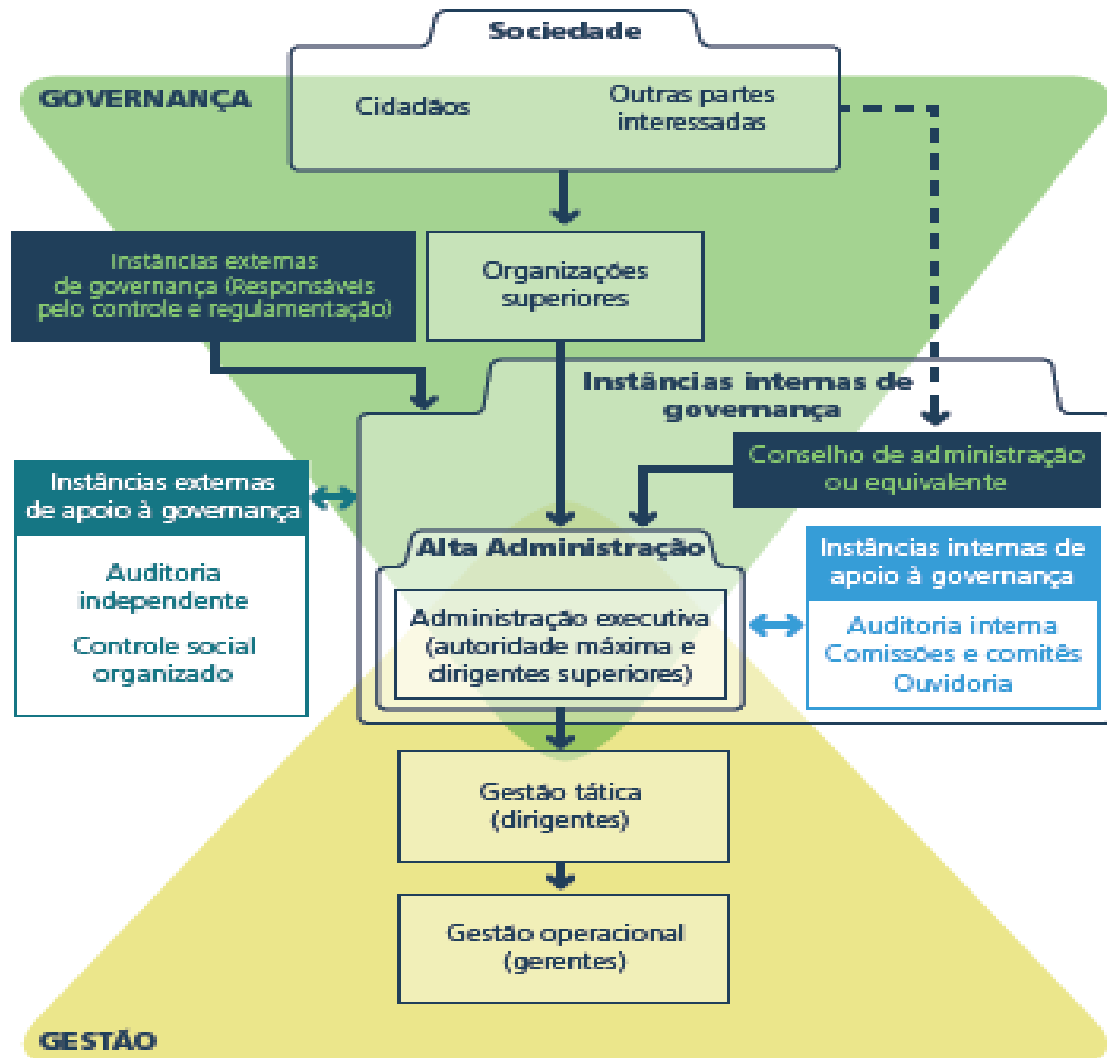 Sociedade
GOVERNANÇA
Cidadãos
Outras partes
interessadas
Instâncias externas
de governança (Responsáveis
pelo controle e regulamentação)
Organizações
superiores
Instâncias internas de
governança
Conselho de administração
ou equivalente
Instâncias externas
de apoio à governança
Auditoria
independente
Controle social
organizado
Alta Administração
Administração executiva
(autoridade máxima e
dirigentes superiores)
Instâncias internas de
apoio à governança
Auditoria interna
Comissões e comitês
Ouvidoria
Gestão tática
(dirigentes)
Gestão operacional
(gerentes)
GESTÃO